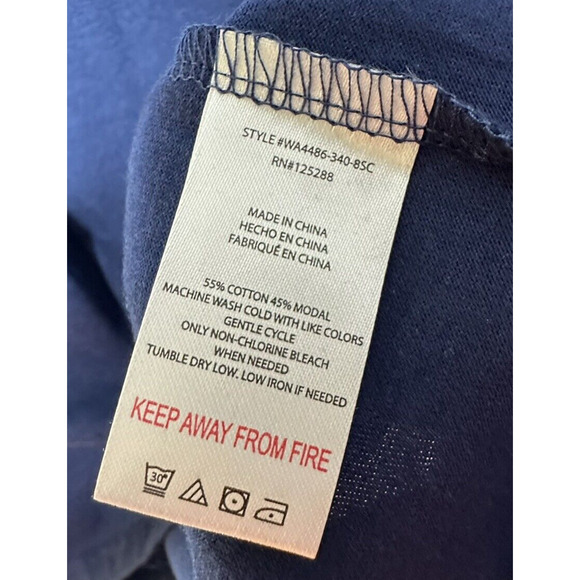 STYLE #WA4486-340-8SC
RN#125288
MADE IN CHINA
HECHO EN CHINA
FABRIQUÉ EN CHINA
55% COTTON 45% MODAL
MACHINE WASH COLD WITH LIKE COLORS
GENTLE CYCLE
ONLY NON-CHLORINE BLEACH
WHEN NEEDED
TUMBLE DRY LOW. LOW IRON IF NEEDED
KEEP AWAY FROM FIRE
30°